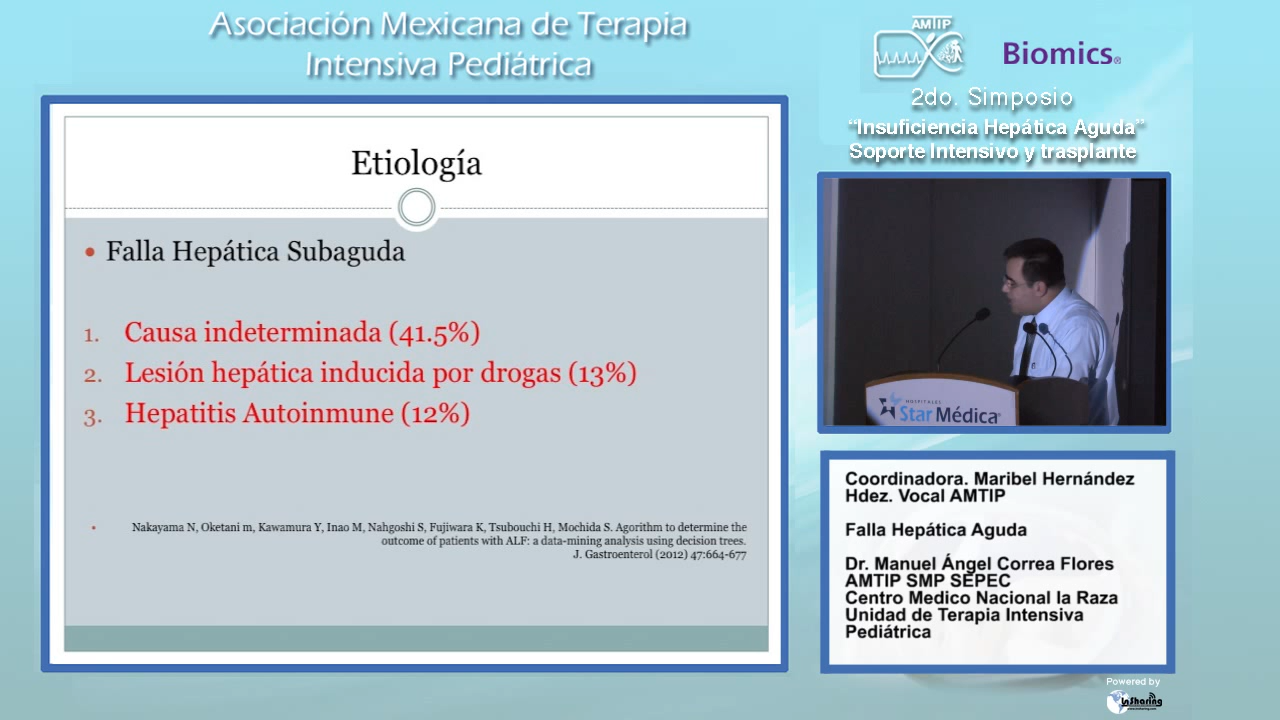 Asociación Mexicana de Terapia
Intensiva Pediátrica
Etiología
• Falla Hepática Subaguda
1. Causa indeterminada (41.5%)
2. Lesión hepática inducida por drogas (13%)
3. Hepatitis Autoinmune (12%)
• Nakayama N, Oketani m, Kawamura Y, Inao M, Nahgoshi S, Fujiwara K, Tsubouchi H, Mochida S. Agorithm to determine the
outcome of patients with ALF: a data-mining analysis using decision trees.
J. Gastroenterol (2012) 47:664-677
AMTIP
Biomics®
2do. Simposio
“Insuficiencia Hepática Aguda”
Soporte Intensivo y trasplante
HOSPITALES
Star Médica®
Coordinadora. Maribel Hernández
Hdez. Vocal AMTIP
Falla Hepática Aguda
Dr. Manuel Ángel Correa Flores
AMTIP SMP SEPEC
Centro Medico Nacional la Raza
Unidad de Terapia Intensiva
Pediátrica
Powered by
InSharing